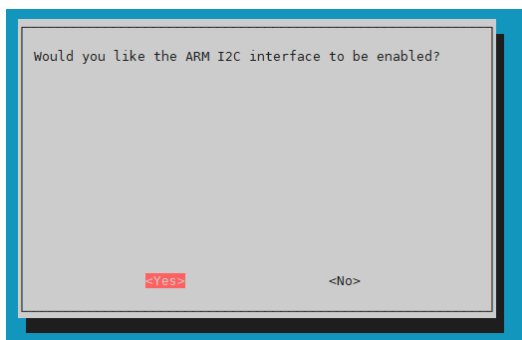 Would you like the ARM I2C interface to be enabled?
<Yes> <No>